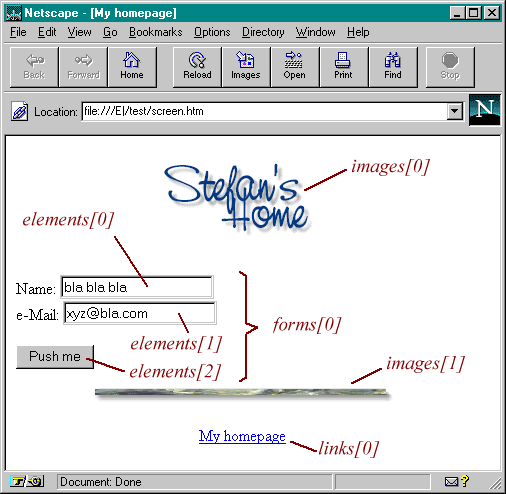 Netscape - [My homepage]
File Edit View Go Bookmarks Options Directory Window Help
Back Forward Home Reload Images Open Print Find Stop
Location: file:///E|/test/screen.htm N
images[0]
Stefan's
Home
elements[0]
Name: bla bla bla
e-Mail: xyz@bla.com
forms[0]
elements[1]
Push me
images[1]
elements[2]
My homepage
links[0]
Document: Done
?